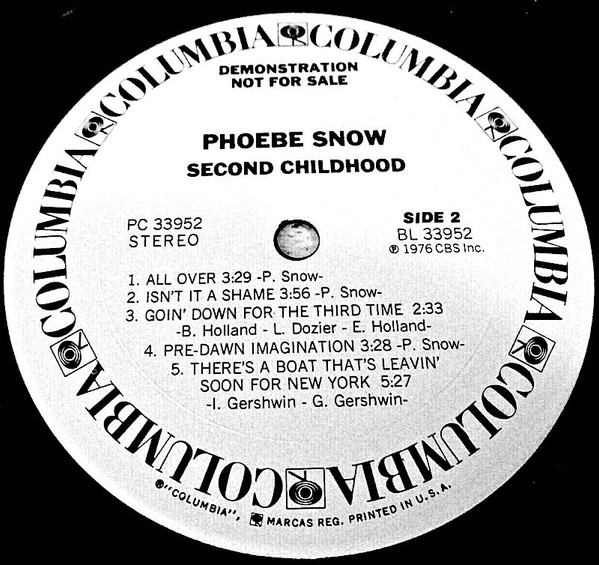 COLUMBIA COLUMBIA COLUMBIA COLUMBIA COLUMBIA COLUMBIA COLUMBIA COLUMBIA
DEMONSTRATION
NOT FOR SALE
PHOEBE SNOW
SECOND CHILDHOOD
PC 33952
STEREO
SIDE 2
BL 33952
℗ 1976 CBS Inc.
1. ALL OVER 3:29 -P. Snow-
2. ISN'T IT A SHAME 3:56 -P. Snow-
3. GOIN' DOWN FOR THE THIRD TIME 2:33
-B. Holland - L. Dozier - E. Holland-
4. PRE-DAWN IMAGINATION 3:28 -P. Snow-
5. THERE'S A BOAT THAT'S LEAVIN'
SOON FOR NEW YORK 5:27
-I. Gershwin - G. Gershwin-
®"COLUMBIA", MARCAS REG. PRINTED IN U.S.A.